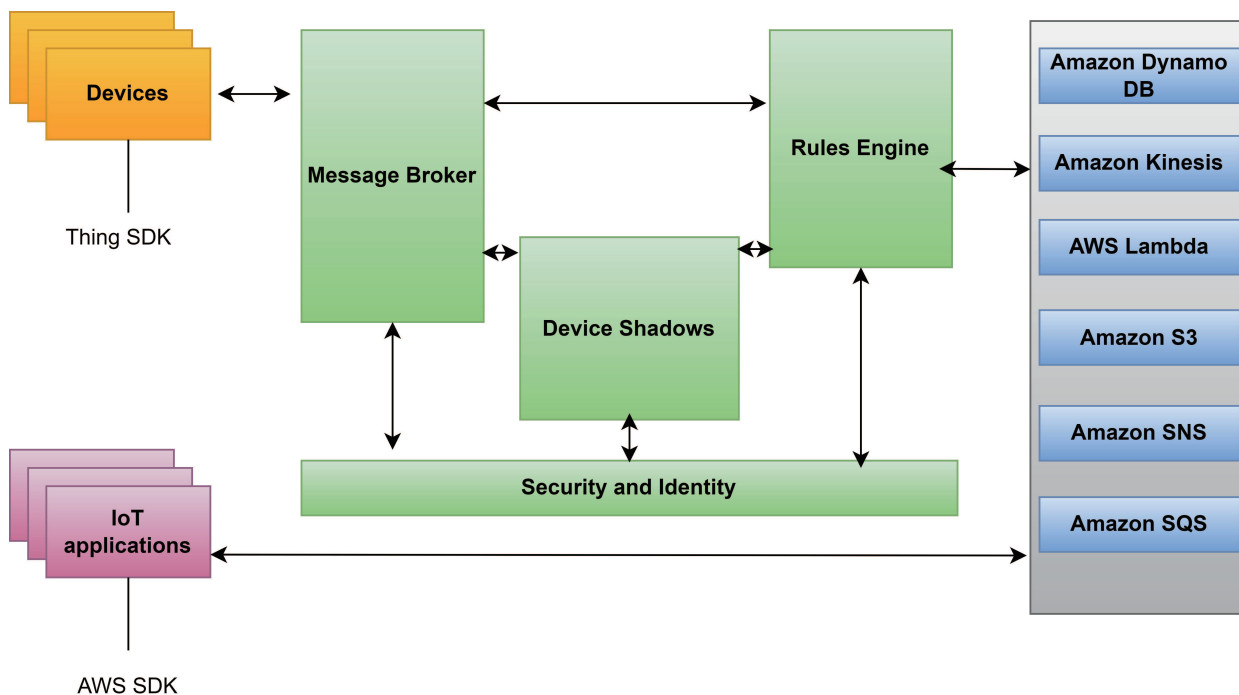 Devices
Thing SDK
Message Broker
Rules Engine
Device Shadows
Security and Identity
IoT
applications
AWS SDK
Amazon Dynamo
DB
Amazon Kinesis
AWS Lambda
Amazon S3
Amazon SNS
Amazon SQS